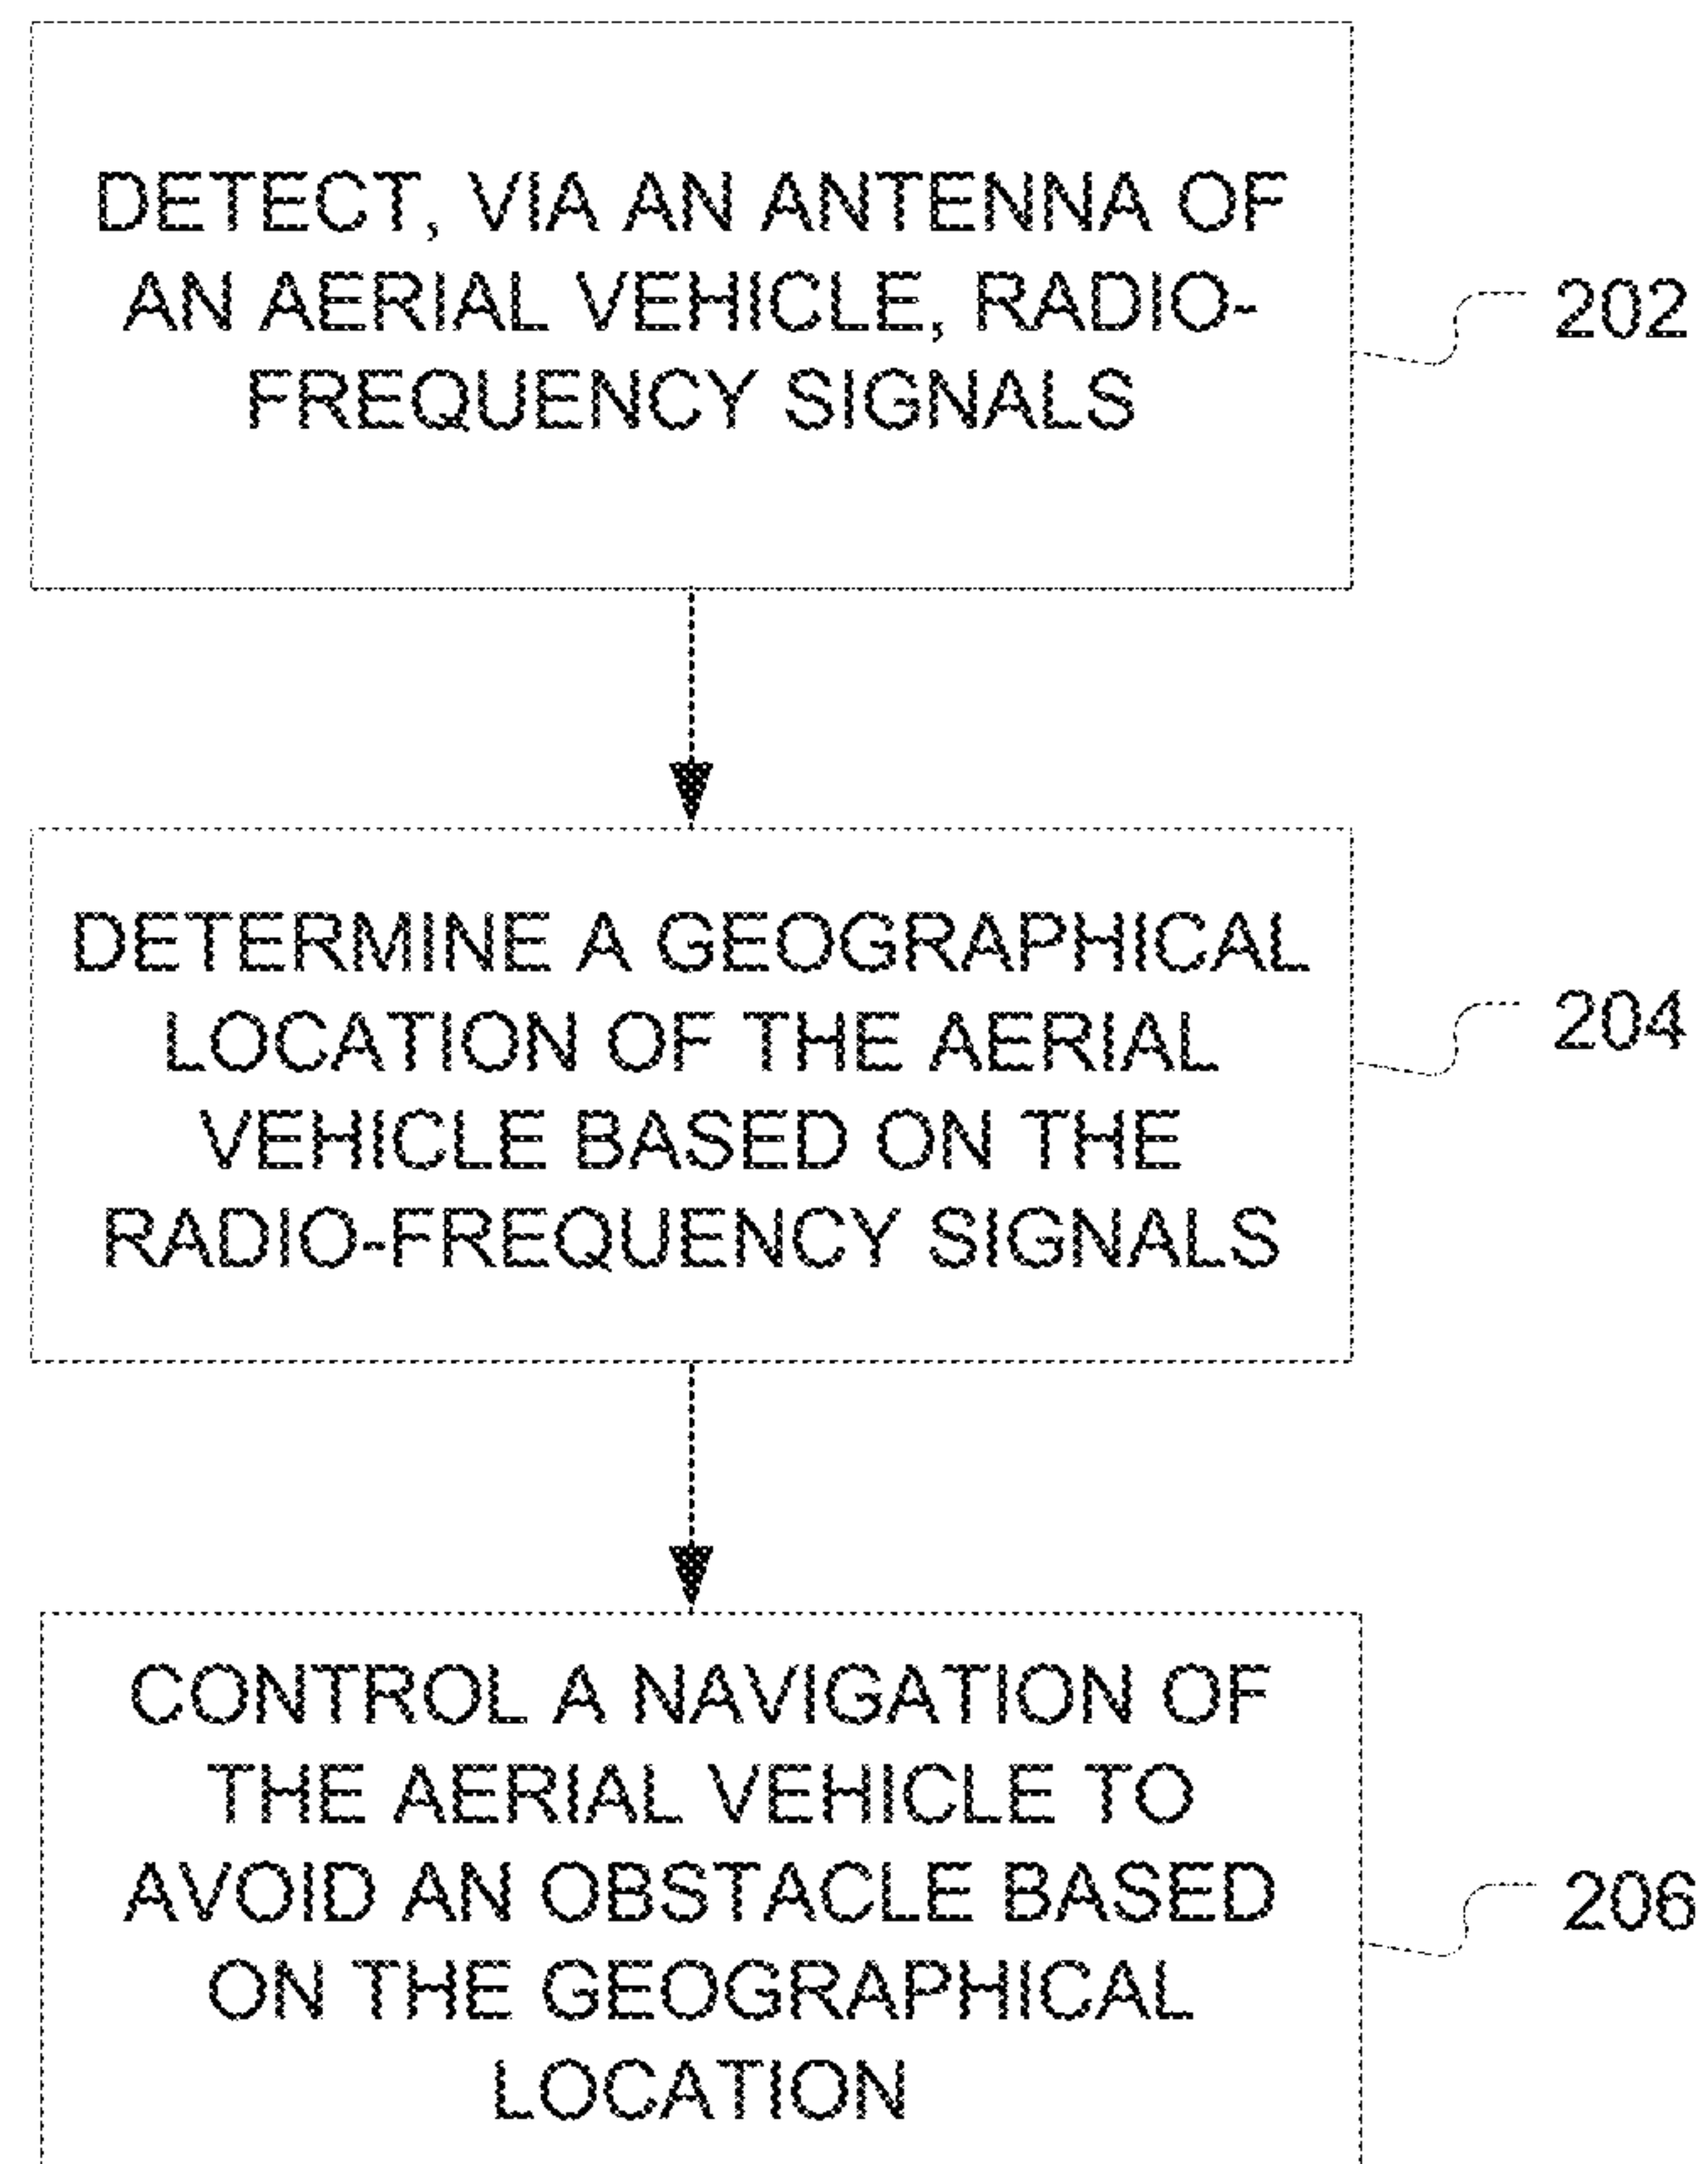 DETECT, VIA AN ANTENNA OF
AN AERIAL VEHICLE, RADIO-
FREQUENCY SIGNALS
202
DETERMINE A GEOGRAPHICAL
LOCATION OF THE AERIAL
VEHICLE BASED ON THE
RADIO-FREQUENCY SIGNALS
204
CONTROL A NAVIGATION OF
THE AERIAL VEHICLE TO
AVOID AN OBSTACLE BASED
ON THE GEOGRAPHICAL
LOCATION
206